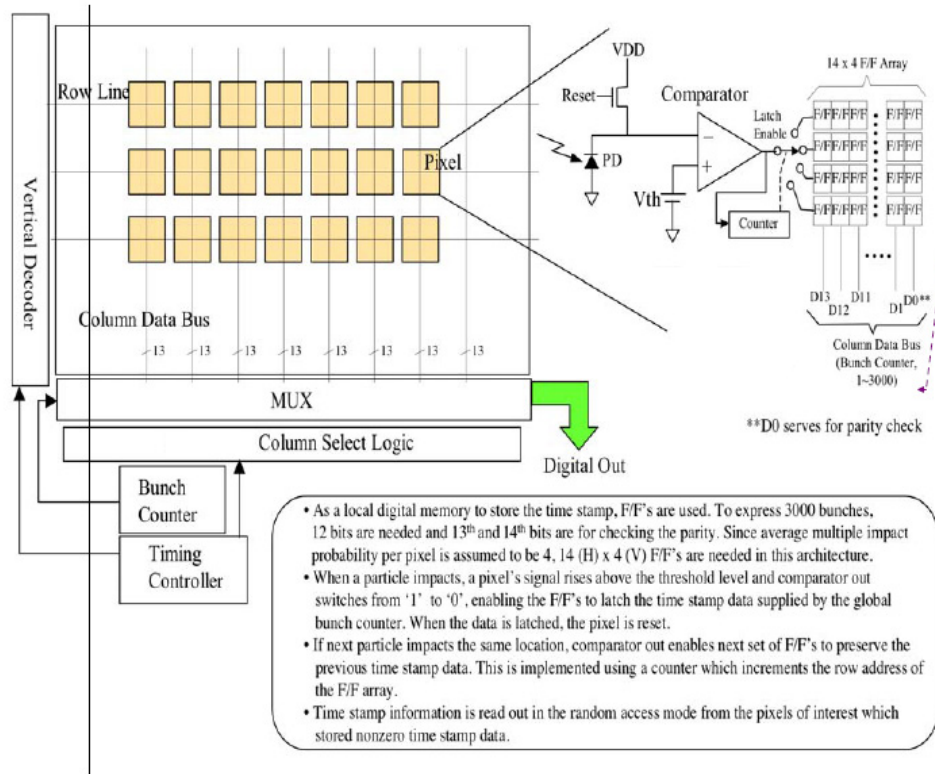 VDD
14 x 4 F/F Array
Reset
Comparator
Row Line
Latch
Enable
F/F F/F F/F F/F F/F
F/F F/F F/F F/F F/F
F/F F/F F/F F/F F/F
F/F F/F F/F F/F F/F
Pixel
PD
Vth
Counter
Vertical Decoder
D13 D12 D11 D1 D0**
Column Data Bus
13 13 13 13 13 13 13 13
Column Data Bus
(Bunch Counter,
1~3000)
MUX
**D0 serves for parity check
Column Select Logic
Digital Out
Bunch
Counter
Timing
Controller
• As a local digital memory to store the time stamp, F/F's are used. To express 3000 bunches,
12 bits are needed and 13th and 14th bits are for checking the parity. Since average multiple impact
probability per pixel is assumed to be 4, 14 (H) x 4 (V) F/F's are needed in this architecture.
• When a particle impacts, a pixel's signal rises above the threshold level and comparator out
switches from '1' to '0', enabling the F/F's to latch the time stamp data supplied by the global
bunch counter. When the data is latched, the pixel is reset.
• If next particle impacts the same location, comparator out enables next set of F/F's to preserve the
previous time stamp data. This is implemented using a counter which increments the row address of
the F/F array.
• Time stamp information is read out in the random access mode from the pixels of interest which
stored nonzero time stamp data.